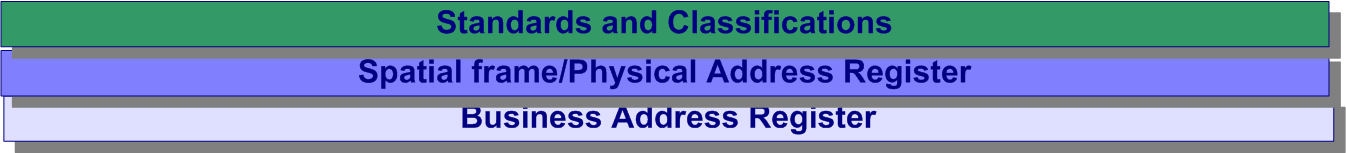 Standards and Classifications
Spatial frame/Physical Address Register
Business Address Register